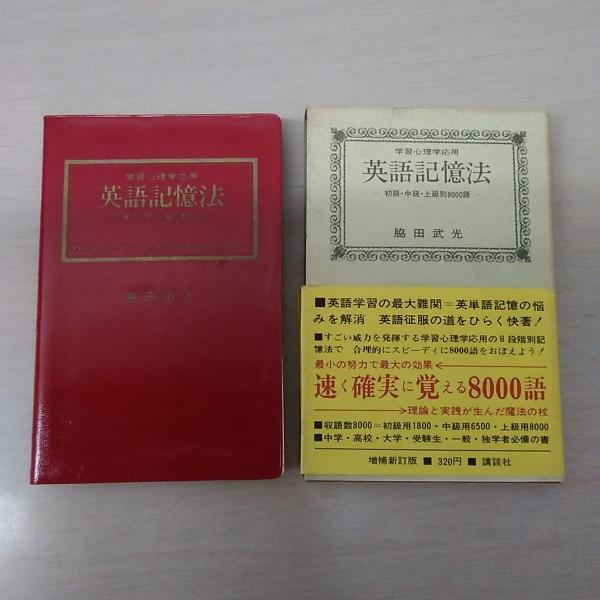 学習心理学応用
英語記憶法
脇田武光
学習心理学応用
英語記憶法
初級・中級・上級別8000語
脇田武光
■英語学習の最大難関=英単語記憶の悩
みを解消 英語征服の道をひらく快著!
■すごい威力を発揮する学習心理学応用の8段階別記
憶法で 合理的にスピーディに8000語をおぼえよう!
最小の努力で最大の効果
速く確実に覚える8000語
理論と実践が生んだ魔法の杖
■収語数8000=初級用1800・中級用6500・上級用8000
■中学・高校・大学・受験生・一般・独学者必備の書
増補新訂版 ■ 320円 ■ 講談社